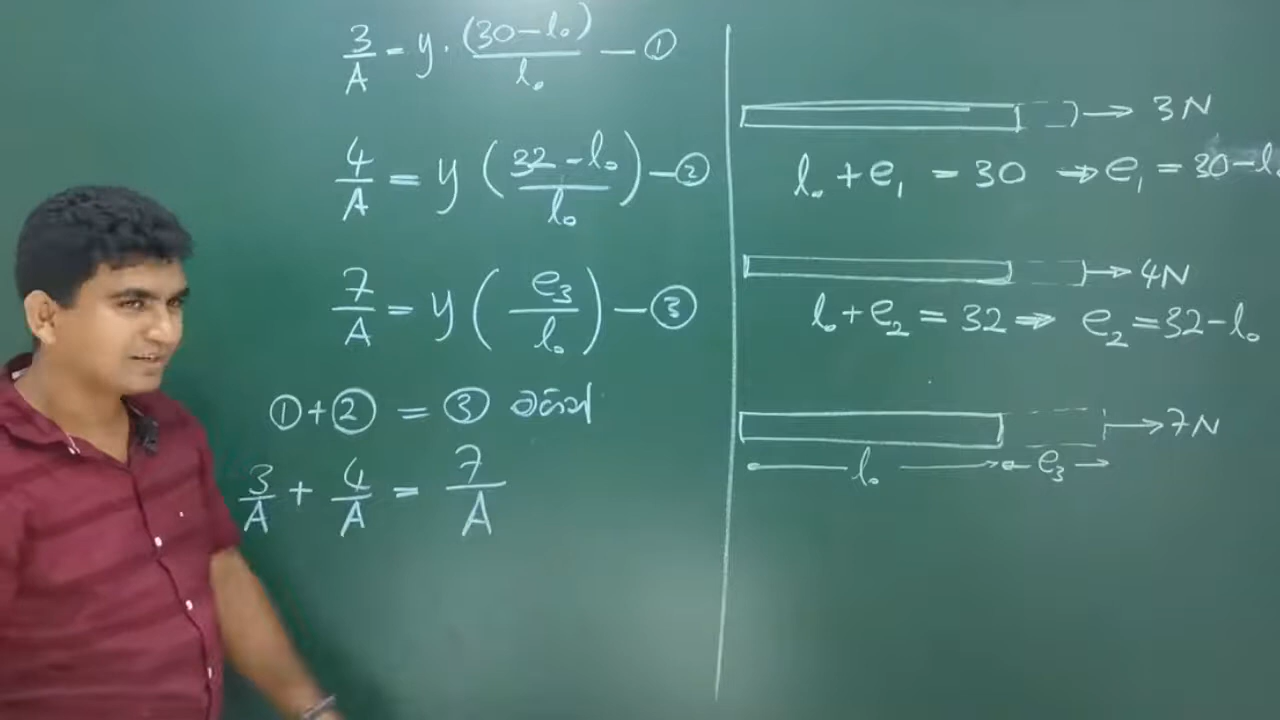 3/A = y · (30 - l₀)/l₀ — ①
4/A = y (32 - l₀ / l₀) — ②
7/A = y (e₃ / l₀) — ③
① + ② = ③
3/A + 4/A = 7/A
→ 3N
l₀ + e₁ = 30 ⇒ e₁ = 30 - l₀
→ 4N
l₀ + e₂ = 32 ⇒ e₂ = 32 - l₀
→ 7N
l₀ e₃